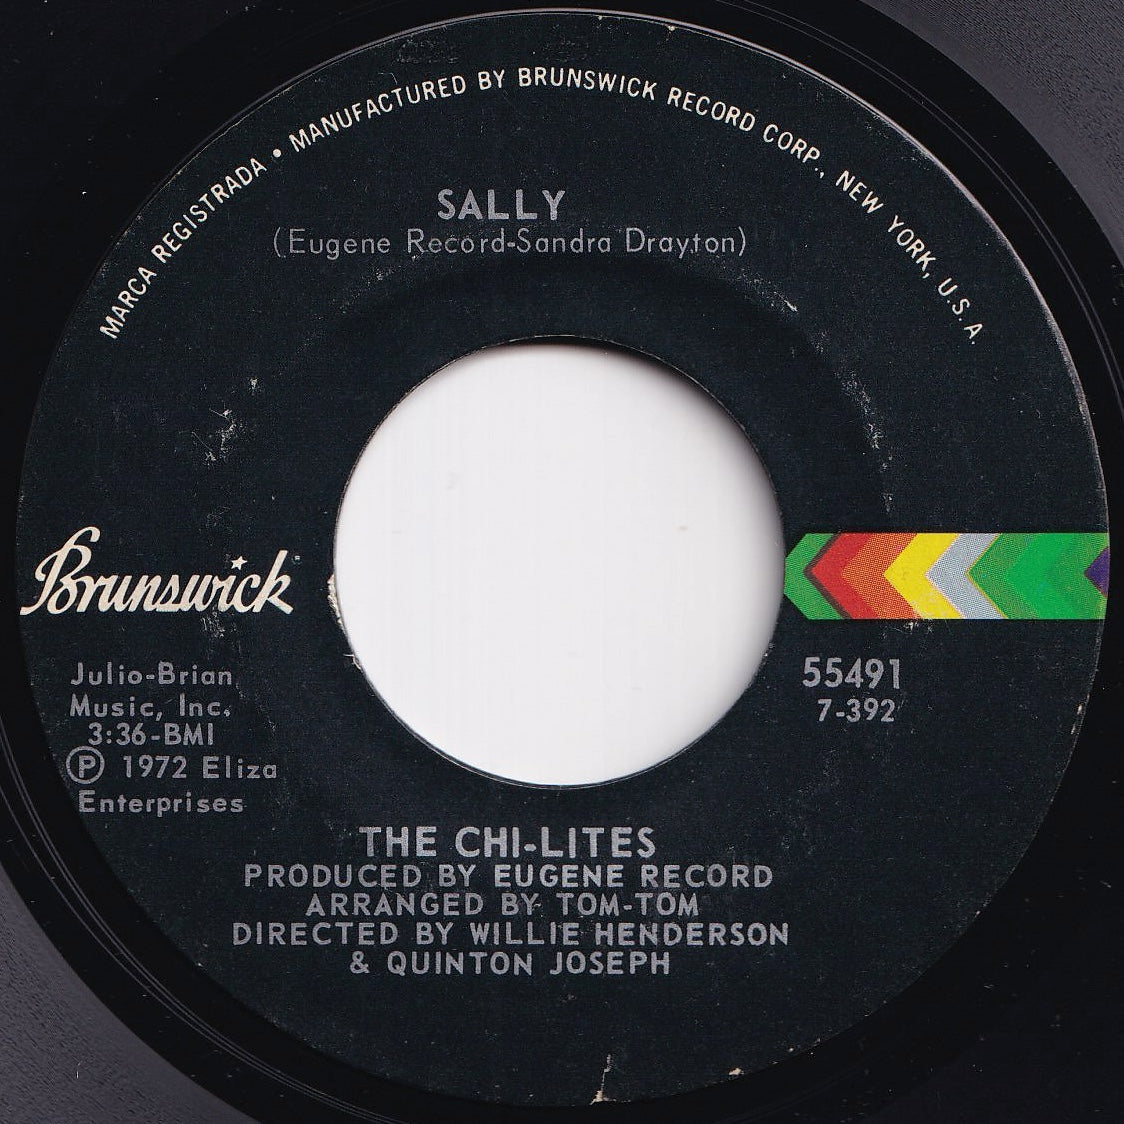 MARCA REGISTRADA • MANUFACTURED BY BRUNSWICK RECORD CORP., NEW YORK, U.S.A.
SALLY
(Eugene Record-Sandra Drayton)
Brunswick
Julio-Brian
Music, Inc.
3:36-BMI
Ⓟ 1972 Eliza
Enterprises
55491
7-392
THE CHI-LITES
PRODUCED BY EUGENE RECORD
ARRANGED BY TOM-TOM
DIRECTED BY WILLIE HENDERSON
& QUINTON JOSEPH